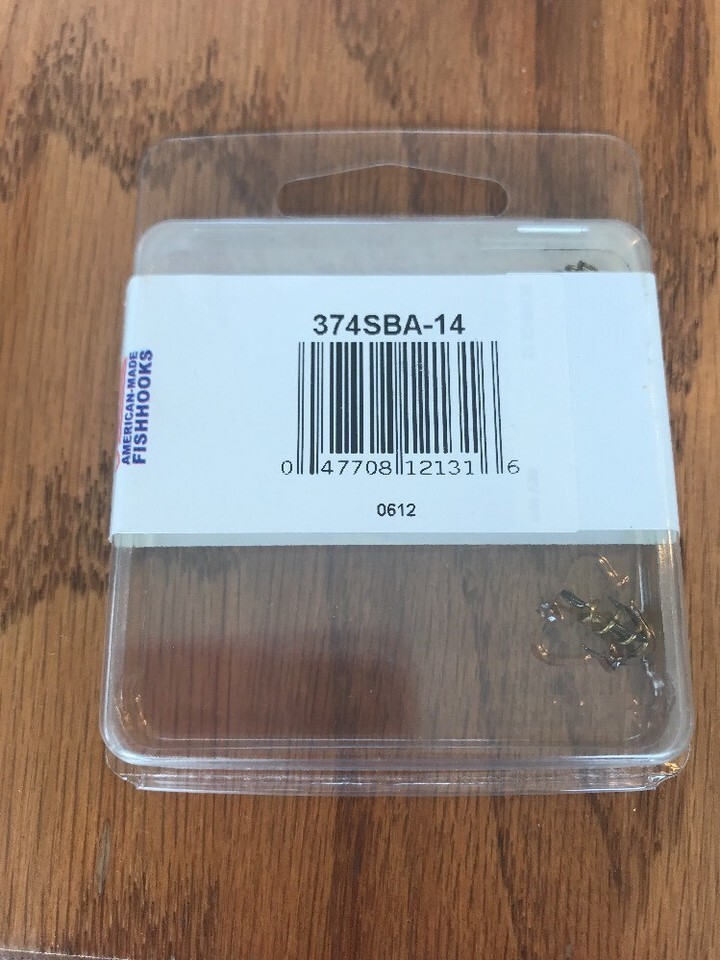 374SBA-14
AMERICAN-MADE
FISHHOOKS
0 47708 12131 6
0612